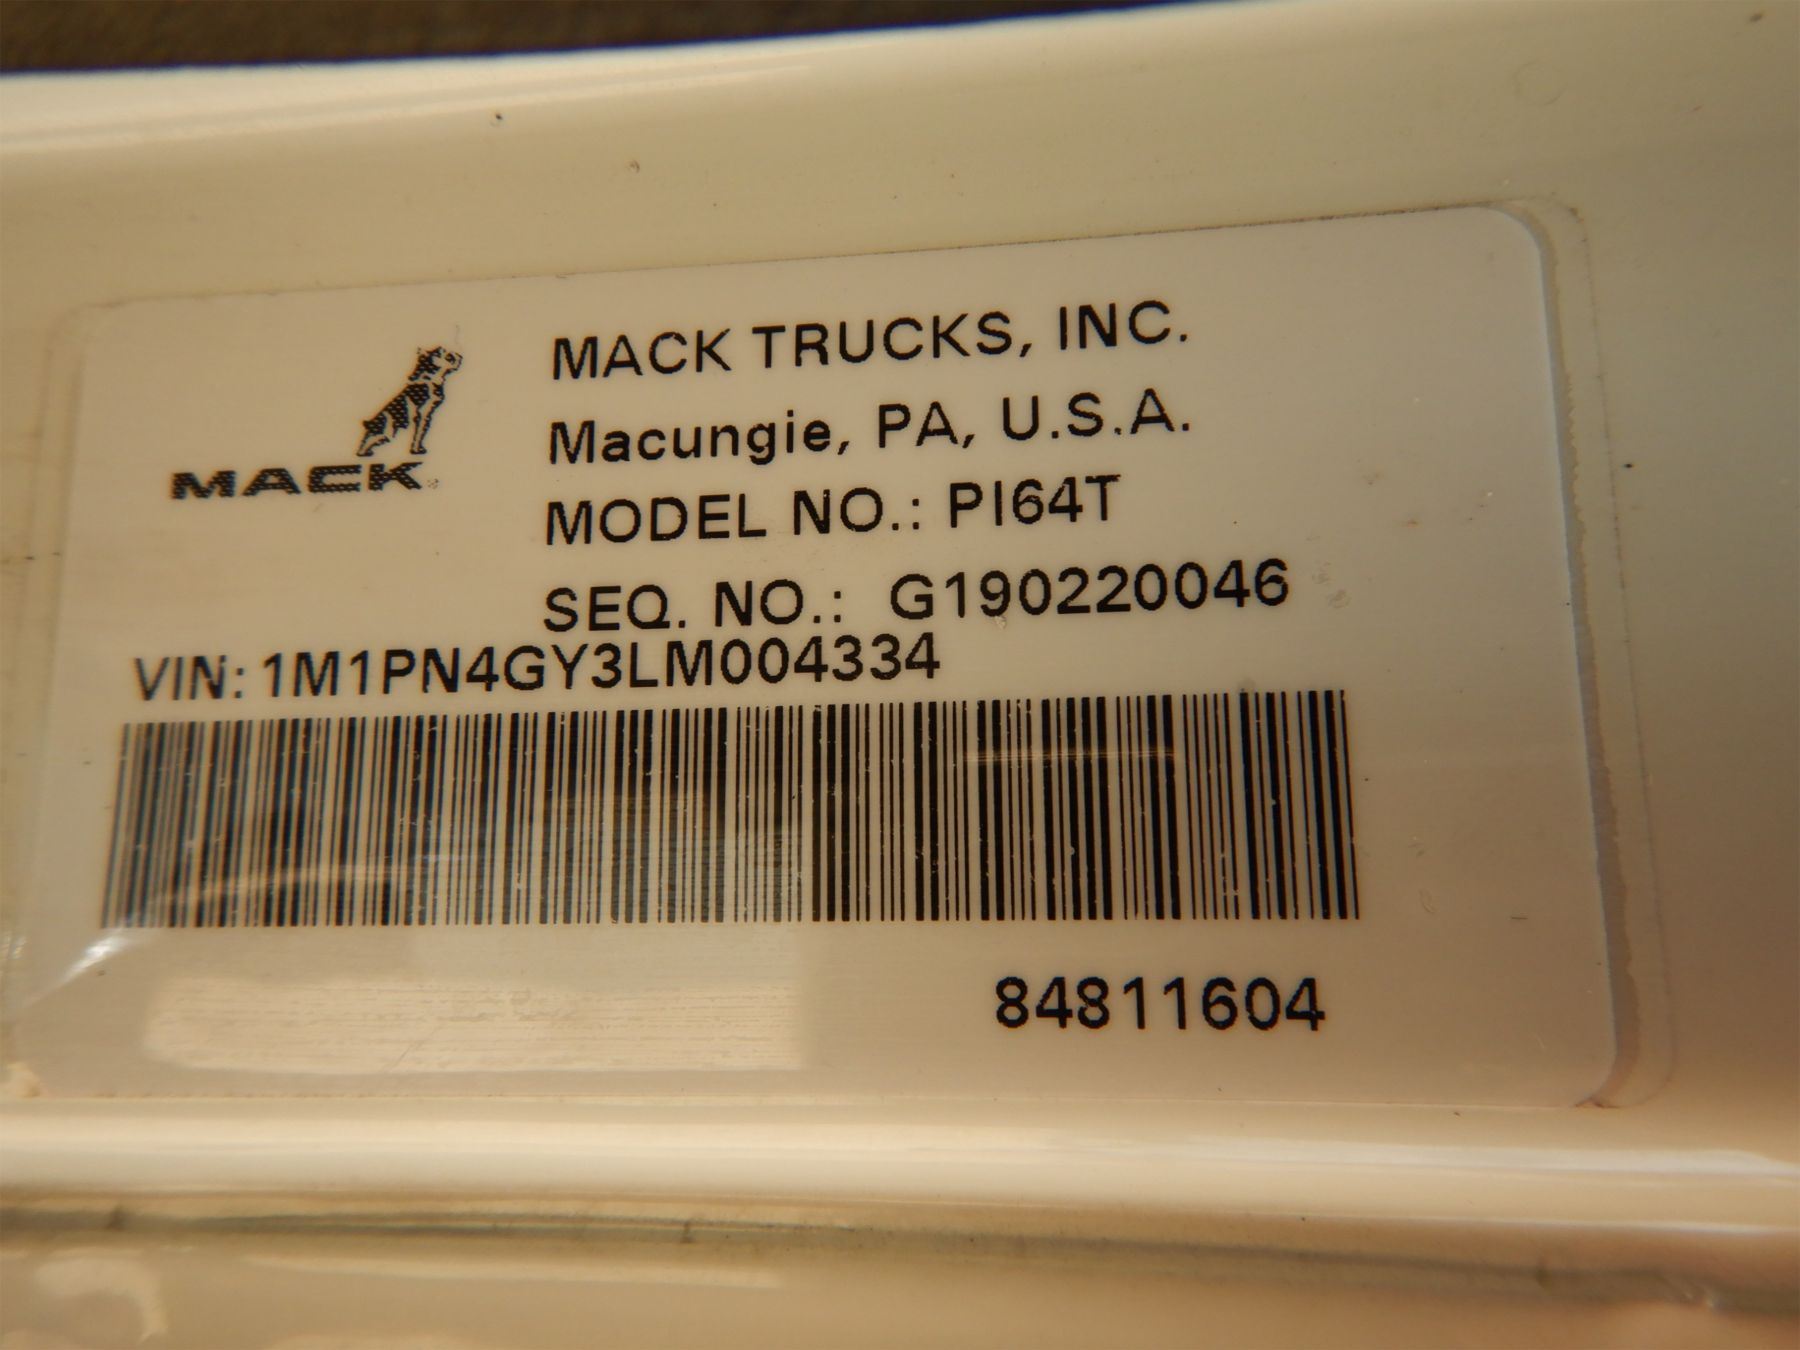 MACK TRUCKS, INC.
Macungie, PA, U.S.A.
MACK
MODEL NO.: PI64T
SEQ. NO.: G190220046
VIN: 1M1PN4GY3LM004334
84811604